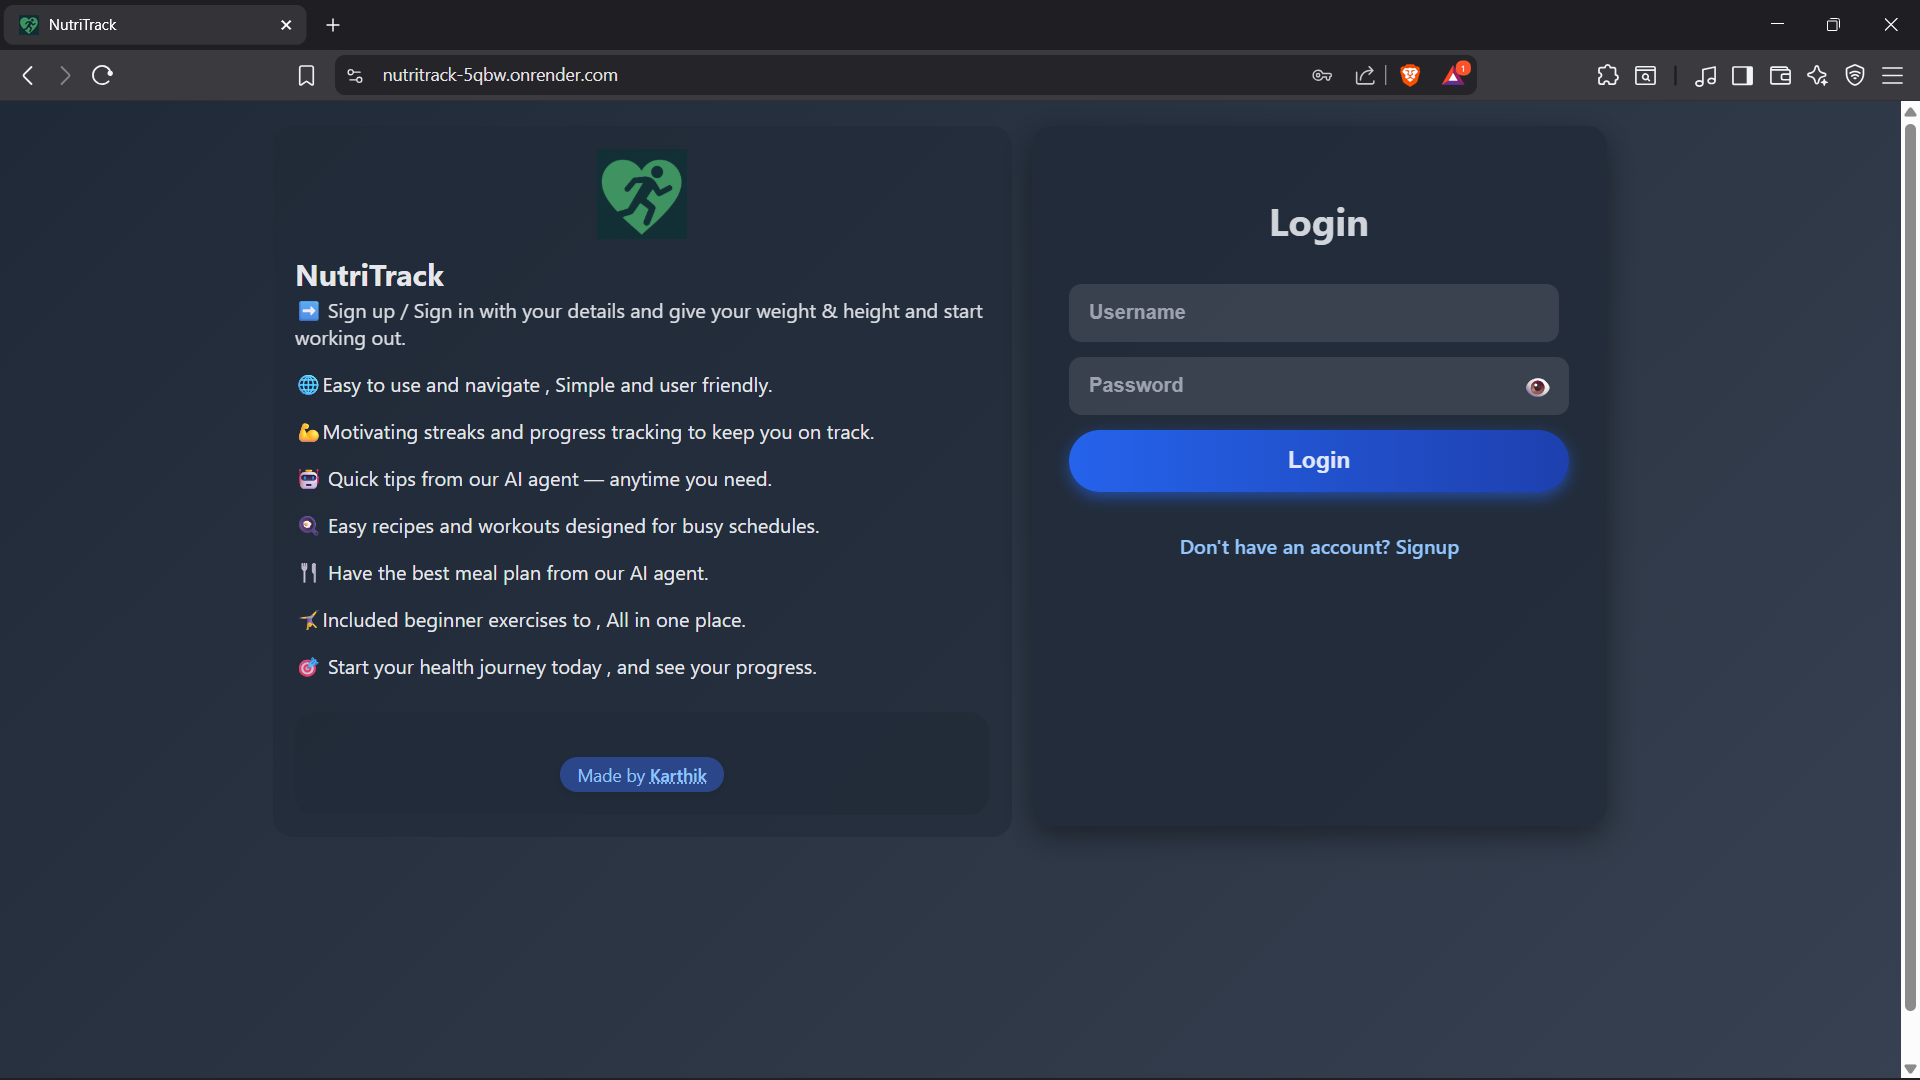 NutriTrack
nutritrack-5qbw.onrender.com
1
NutriTrack
➡️ Sign up / Sign in with your details and give your weight & height and start
working out.
🌐Easy to use and navigate , Simple and user friendly.
💪Motivating streaks and progress tracking to keep you on track.
🤖 Quick tips from our AI agent — anytime you need.
🍳 Easy recipes and workouts designed for busy schedules.
🍴 Have the best meal plan from our AI agent.
🤸Included beginner exercises to , All in one place.
🎯 Start your health journey today , and see your progress.
Made by Karthik
Login
Username
Password
Login
Don't have an account? Signup